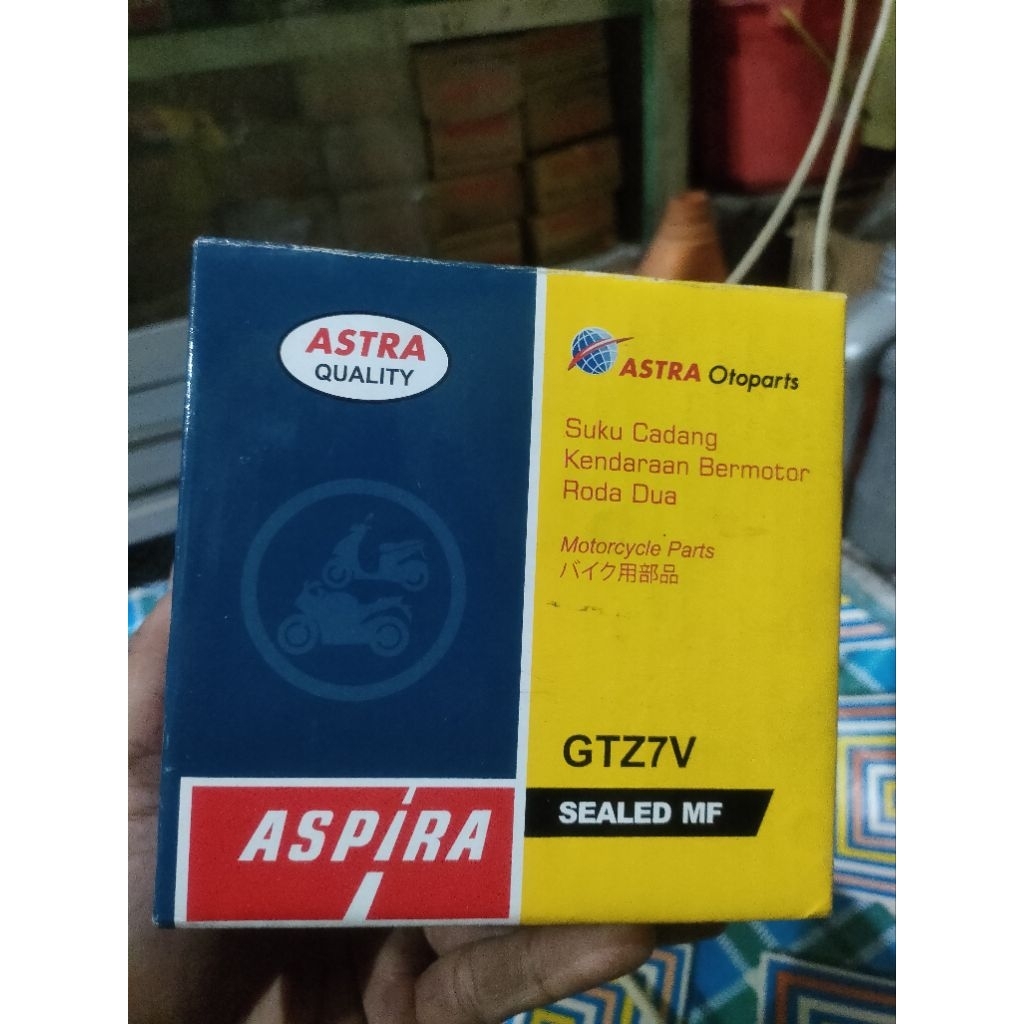 ASTRA
QUALITY
ASTRA Otoparts
Suku Cadang
Kendaraan Bermotor
Roda Dua
Motorcycle Parts
バイク用部品
GTZ7V
SEALED MF
ASPIRA